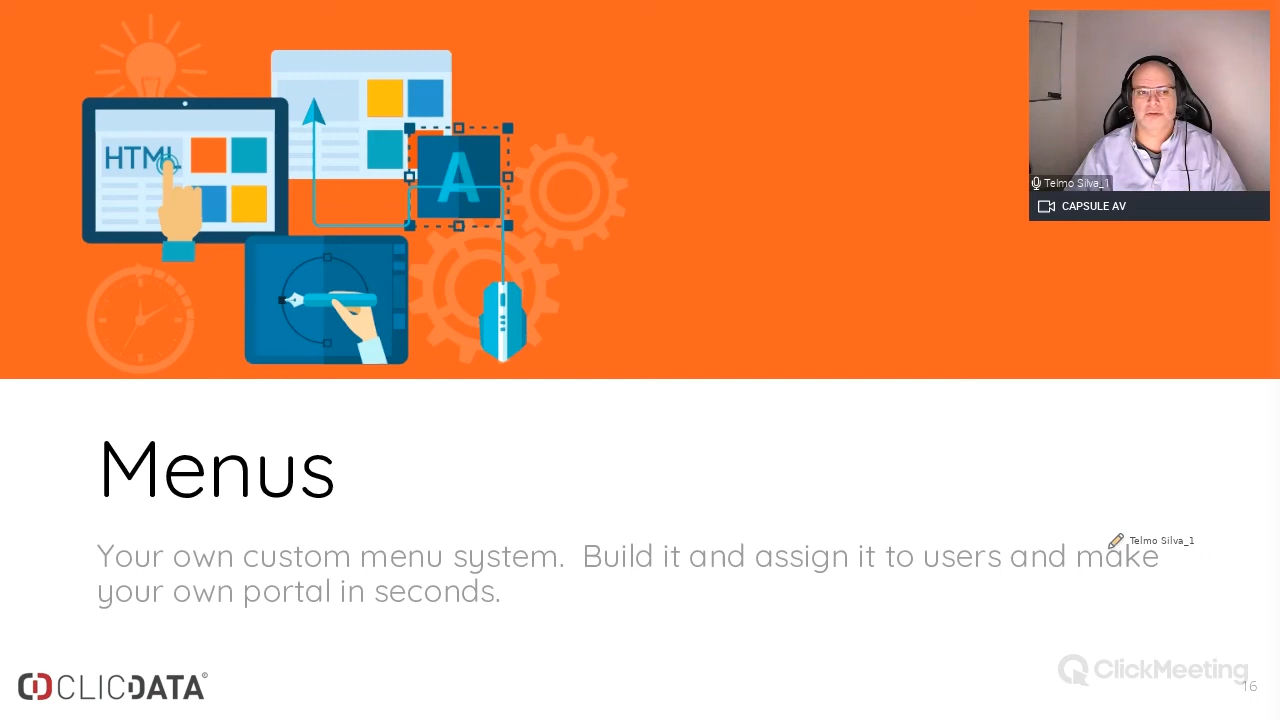 HTML
A
Telmo Silva_1
CAPSULE AV
Menus
Telmo Silva_1
Your own custom menu system.  Build it and assign it to users and make
your own portal in seconds.
CLICDATA®
ClickMeeting
16